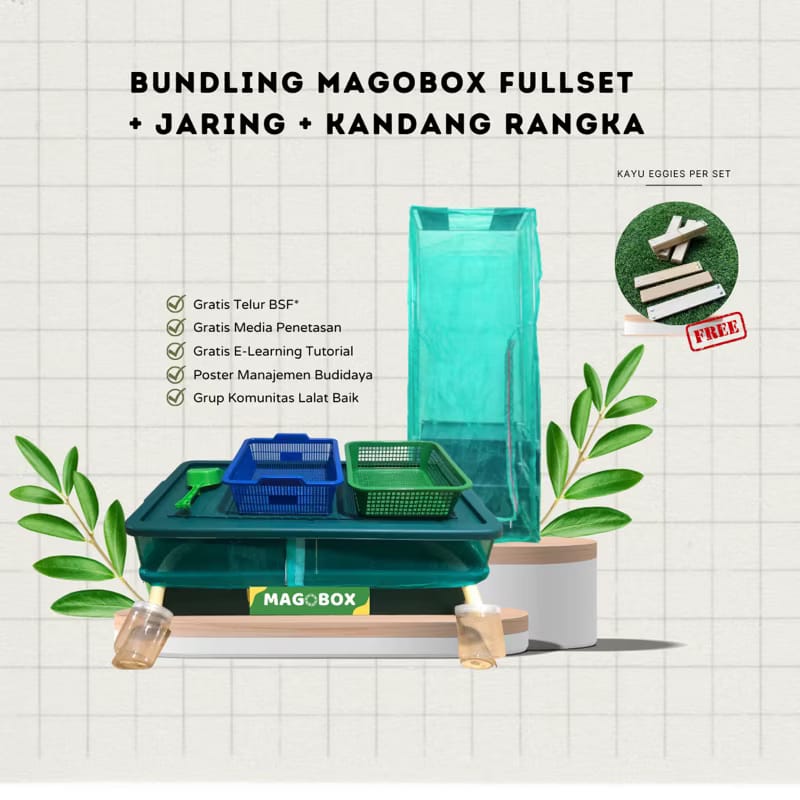 BUNDLING MAGOBOX FULLSET
+ JARING + KANDANG RANGKA
KAYU EGGIES PER SET
FREE
Gratis Telur BSF*
Gratis Media Penetasan
Gratis E-Learning Tutorial
Poster Manajemen Budidaya
Grup Komunitas Lalat Baik
MAGOBOX